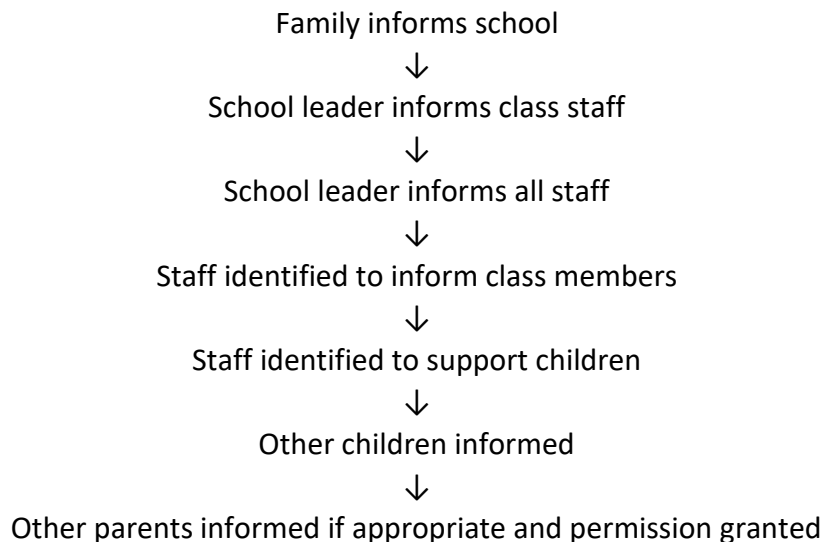 Family informs school
↓
School leader informs class staff
↓
School leader informs all staff
↓
Staff identified to inform class members
↓
Staff identified to support children
↓
Other children informed
↓
Other parents informed if appropriate and permission granted